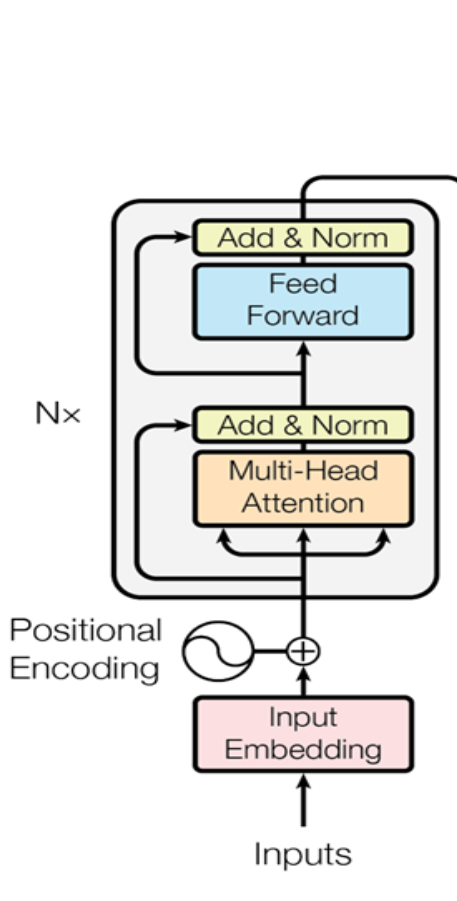 Add & Norm
Feed
Forward
Nx
Add & Norm
Multi-Head
Attention
Positional
Encoding
Input
Embedding
Inputs